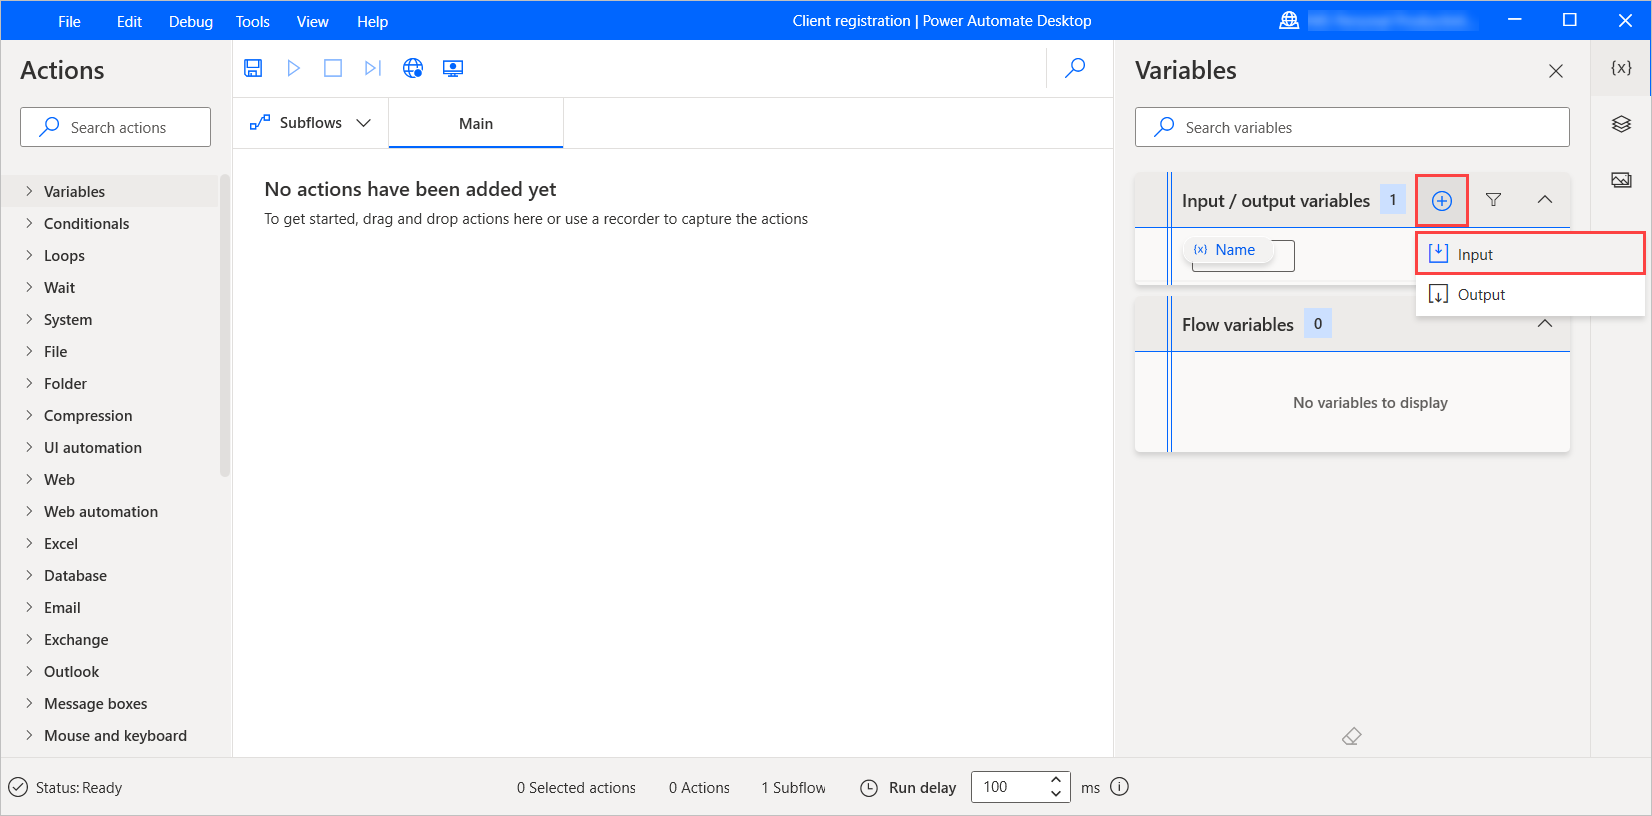 File Edit Debug Tools View Help Client registration | Power Automate Desktop
Actions
Search actions
Variables
Conditionals
Loops
Wait
System
File
Folder
Compression
UI automation
Web
Web automation
Excel
Database
Email
Exchange
Outlook
Message boxes
Mouse and keyboard
Subflows Main
No actions have been added yet
To get started, drag and drop actions here or use a recorder to capture the actions
Variables {x}
Search variables
Input / output variables 1
{x} Name
Input
Output
Flow variables 0
No variables to display
Status: Ready 0 Selected actions 0 Actions 1 Subflow Run delay 100 ms